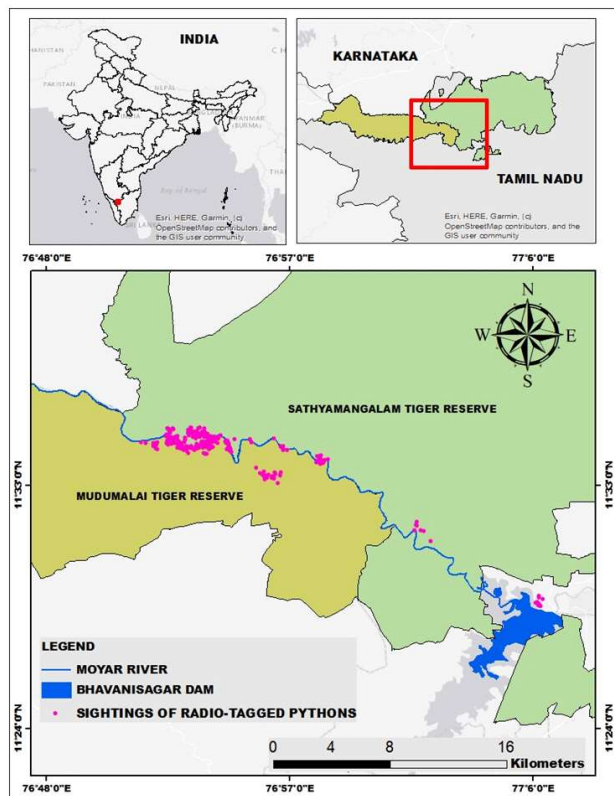 INDIA
PAKISTAN
NEPAL
MYANMAR
(BURMA)
Bay of Bengal
Esri, HERE, Garmin, (c)
OpenStreetMap contributors, and
the GIS user community
KARNATAKA
TAMIL NADU
Esri, HERE, Garmin, (c)
OpenStreetMap contributors, and the
GIS user community
76°48'0"E 76°57'0"E 77°6'0"E
N
W E
S
SATHYAMANGALAM TIGER RESERVE
11°33'0"N 11°33'0"N
MUDUMALAI TIGER RESERVE
LEGEND
MOYAR RIVER
BHAVANISAGAR DAM
SIGHTINGS OF RADIO-TAGGED PYTHONS
11°24'0"N 11°24'0"N
0 4 8 16
Kilometers
76°48'0"E 76°57'0"E 77°6'0"E